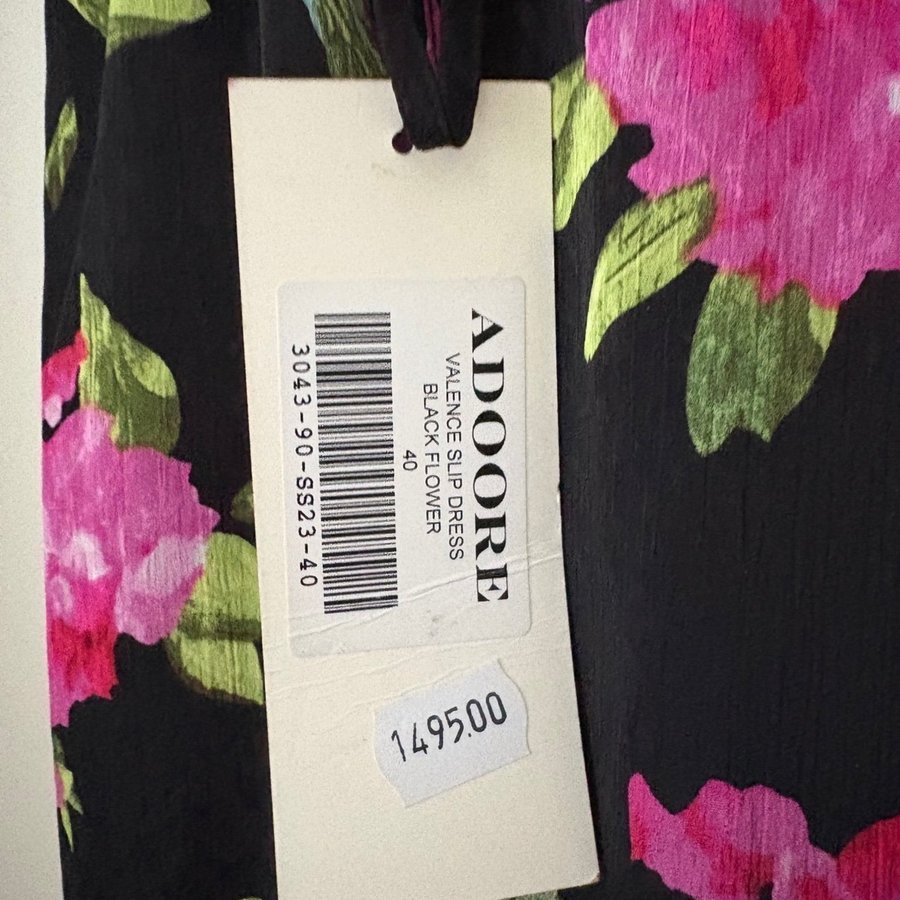 ADOORE
VALENCE SLIP DRESS
BLACK FLOWER
40
3043-90-SS23-40
1495.00